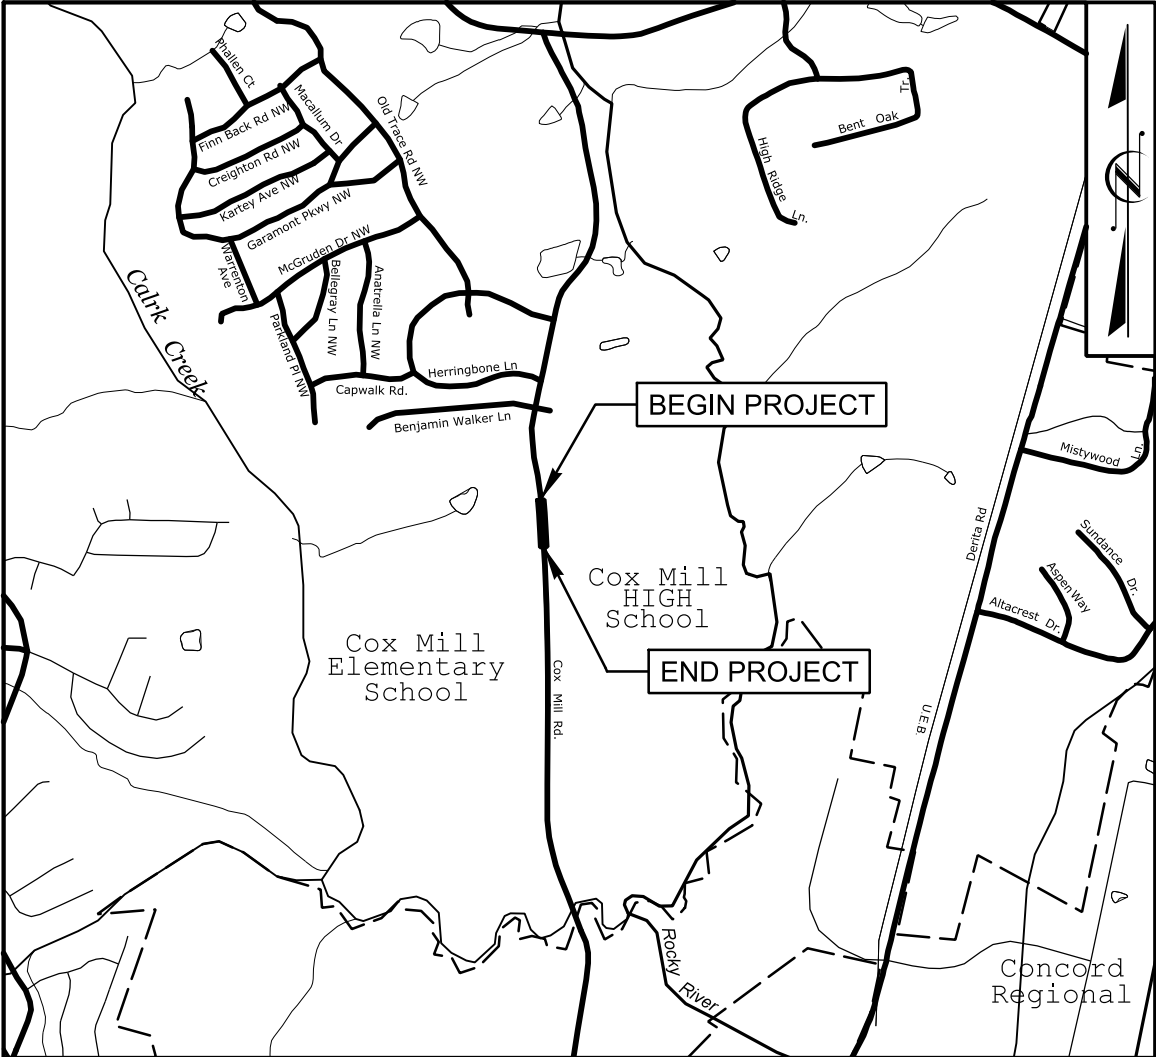 Phallen Ct
Finn Back Rd NW
Macallum Dr
Old Trace Rd NW
Creighton Rd NW
Kartey Ave NW
Garamont Pkwy NW
McGruden Dr NW
Warrenton
Ave
Bellegray Ln NW
Anatrella Ln NW
Parkland Pl NW
Capwalk Rd.
Herringbone Ln
Benjamin Walker Ln
High Ridge Ln.
Bent Oak Tr.
N
Calrk Creek
BEGIN PROJECT
Mistywood Ln.
Derita Rd
Sundance Dr.
Aspen Way
Altacrest Dr.
Cox Mill
HIGH
School
Cox Mill
Elementary
School
END PROJECT
Cox Mill Rd.
U.E.B.
Rocky River
Concord
Regional